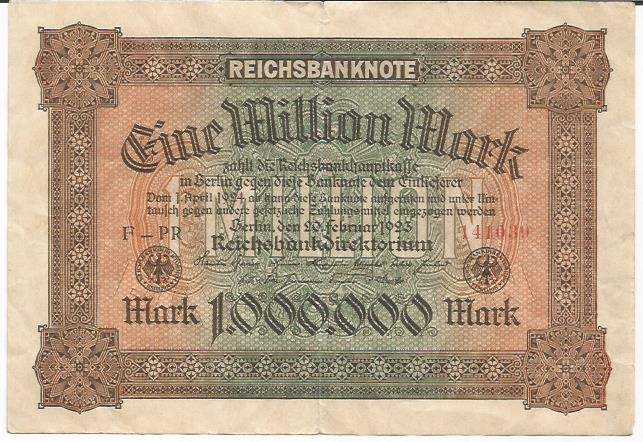 REICHSBANKNOTE
Eine Million Mark
zahlt die Reichsbankhauptkasse
in Berlin gegen diese Banknote dem Einlieferer
Vom 1. April 1924 ab kann diese Banknote aufgerufen und unter Um-
tausch gegen andere gesetzliche Zahlungsmittel eingezogen werden
Berlin, den 20. Februar 1923
F-PR 141039
Reichsbankdirektorium
Mark 1.000.000 Mark